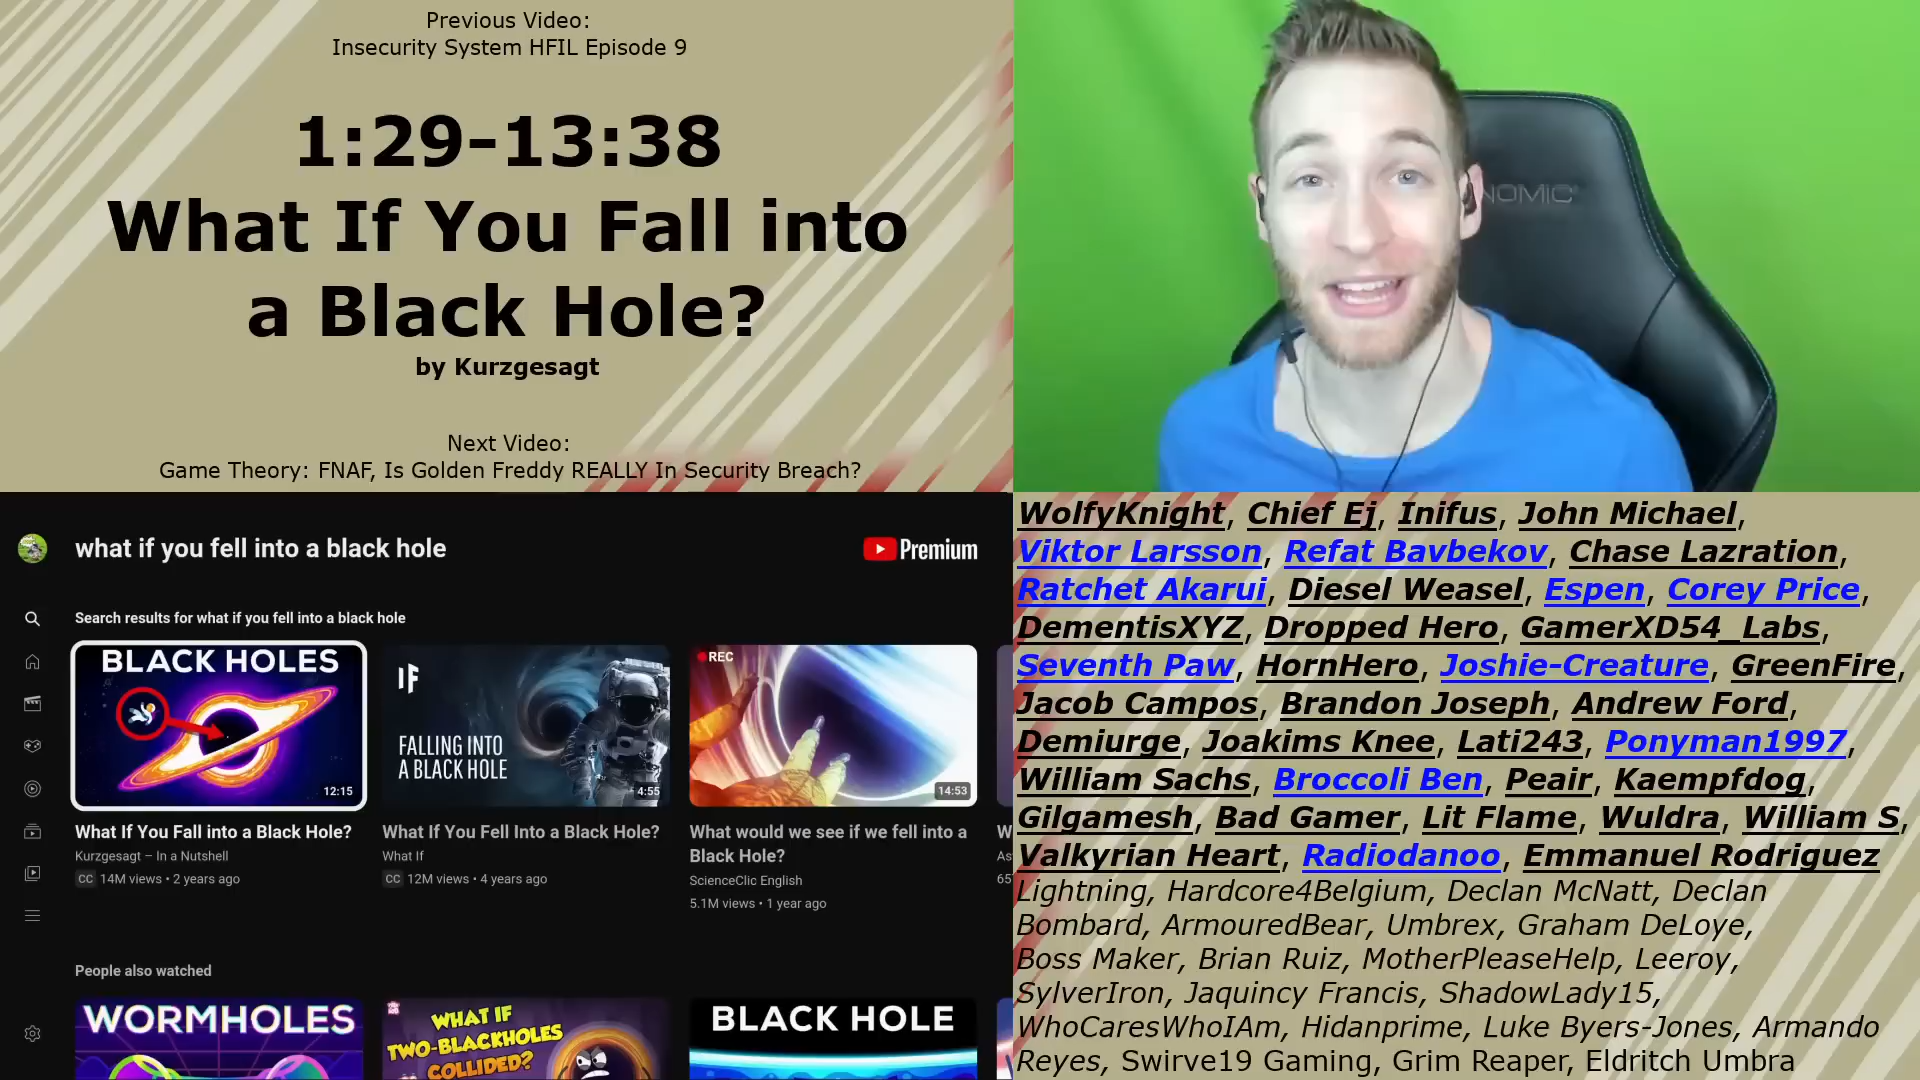 Previous Video:
Insecurity System HFIL Episode 9
1:29-13:38
What If You Fall into
a Black Hole?
by Kurzgesagt
Next Video:
Game Theory: FNAF, Is Golden Freddy REALLY In Security Breach?
NOMIC
what if you fell into a black hole
Premium
Search results for what if you fell into a black hole
BLACK HOLES
12:15
What If You Fall into a Black Hole?
Kurzgesagt – In a Nutshell
CC 14M views • 2 years ago
IF
FALLING INTO
A BLACK HOLE
4:55
What If You Fell Into a Black Hole?
What If
CC 12M views • 4 years ago
REC
14:53
What would we see if we fell into a
Black Hole?
ScienceClic English
5.1M views • 1 year ago
W
As
65
People also watched
WORMHOLES
WHAT IF
TWO-BLACKHOLES
COLLIDED?
BLACK HOLE
WolfyKnight, Chief Ej, Inifus, John Michael,
Viktor Larsson, Refat Bavbekov, Chase Lazration,
Ratchet Akarui, Diesel Weasel, Espen, Corey Price,
DementisXYZ, Dropped Hero, GamerXD54_Labs,
Seventh Paw, HornHero, Joshie-Creature, GreenFire,
Jacob Campos, Brandon Joseph, Andrew Ford,
Demiurge, Joakims Knee, Lati243, Ponyman1997,
William Sachs, Broccoli Ben, Peair, Kaempfdog,
Gilgamesh, Bad Gamer, Lit Flame, Wuldra, William S,
Valkyrian Heart, Radiodanoo, Emmanuel Rodriguez
Lightning, Hardcore4Belgium, Declan McNatt, Declan
Bombard, ArmouredBear, Umbrex, Graham DeLoye,
Boss Maker, Brian Ruiz, MotherPleaseHelp, Leeroy,
SylverIron, Jaquincy Francis, ShadowLady15,
WhoCaresWhoIAm, Hidanprime, Luke Byers-Jones, Armando
Reyes, Swirve19 Gaming, Grim Reaper, Eldritch Umbra